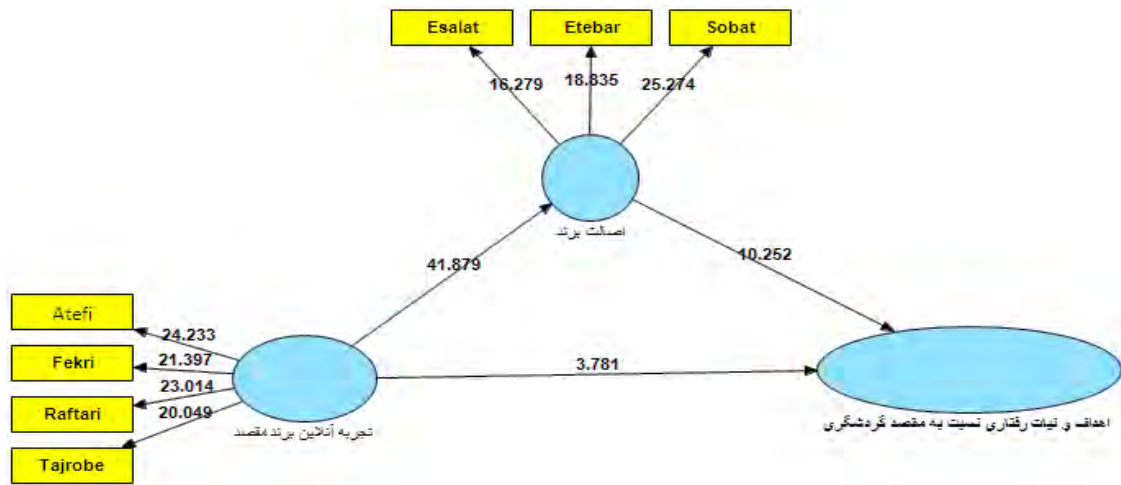 Esalat
Etebar
Sobat
16.279
18.835
25.274
اصالت برند
41.879
10.252
Atefi
24.233
Fekri
21.397
3.781
Raftari
23.014
20.049
Tajrobe
تجربه آنلاین برند مقصد
اهداف و نیات رفتاری نسبت به مقصد گردشگری